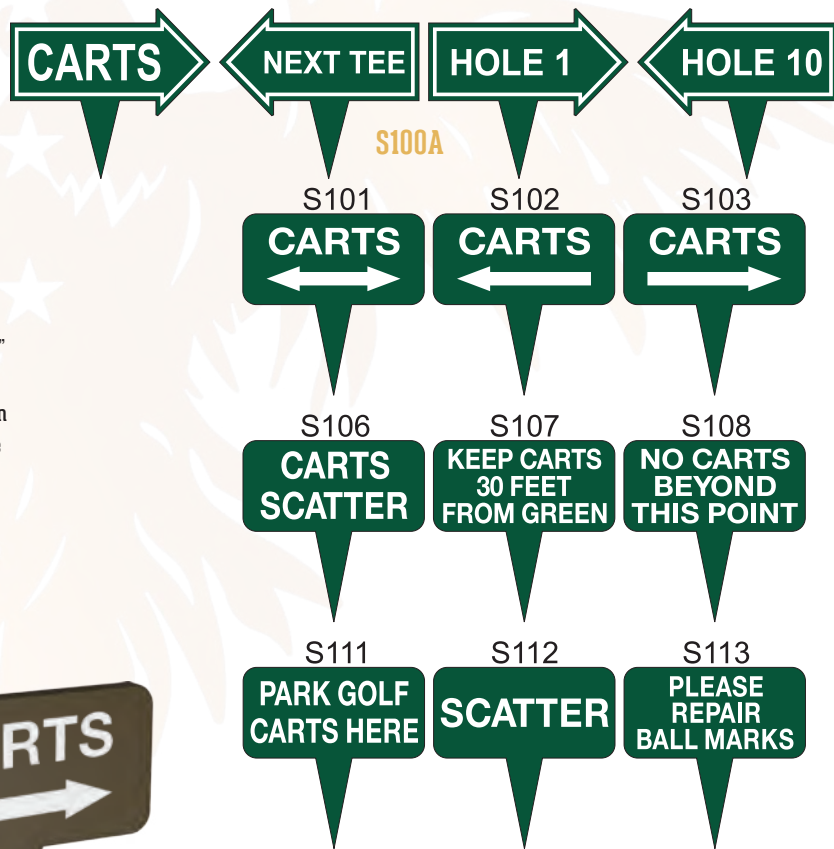 CARTS
NEXT TEE
HOLE 1
HOLE 10
S100A
S101
CARTS
S102
CARTS
S103
CARTS
S106
CARTS
SCATTER
S107
KEEP CARTS
30 FEET
FROM GREEN
S108
NO CARTS
BEYOND
THIS POINT
S111
PARK GOLF
CARTS HERE
S112
SCATTER
S113
PLEASE
REPAIR
BALL MARKS
RTS